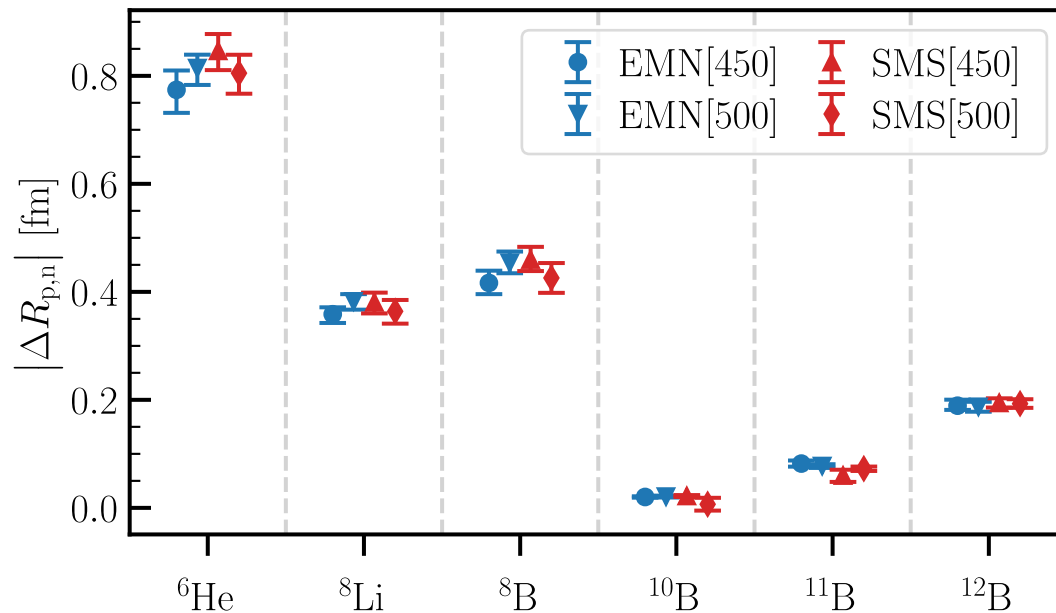 EMN[450] SMS[450]
EMN[500] SMS[500]
|ΔRp,n| [fm]
0.8
0.6
0.4
0.2
0.0
⁶He ⁸Li ⁸B ¹⁰B ¹¹B ¹²B